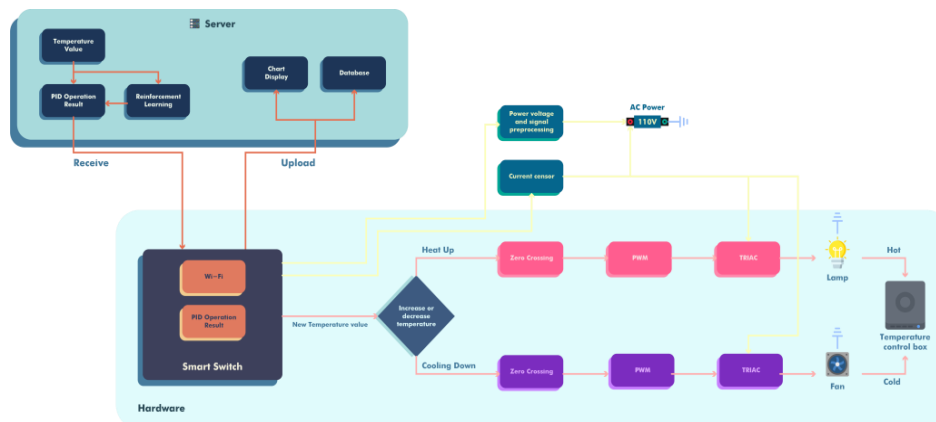 Server
Temperature
Value
PID Operation
Result
Reinforcement
Learning
Chart
Display
Database
Receive
Upload
Power voltage
and signal
preprocessing
AC Power
110V
Current censor
Heat Up
Zero Crossing
PWM
TRIAC
Lamp
Hot
Wi-Fi
PID Operation
Result
Smart Switch
New Temperature value
Increase or
decrease
temperature
Temperature
control box
Cooling Down
Zero Crossing
PWM
TRIAC
Fan
Cold
Hardware